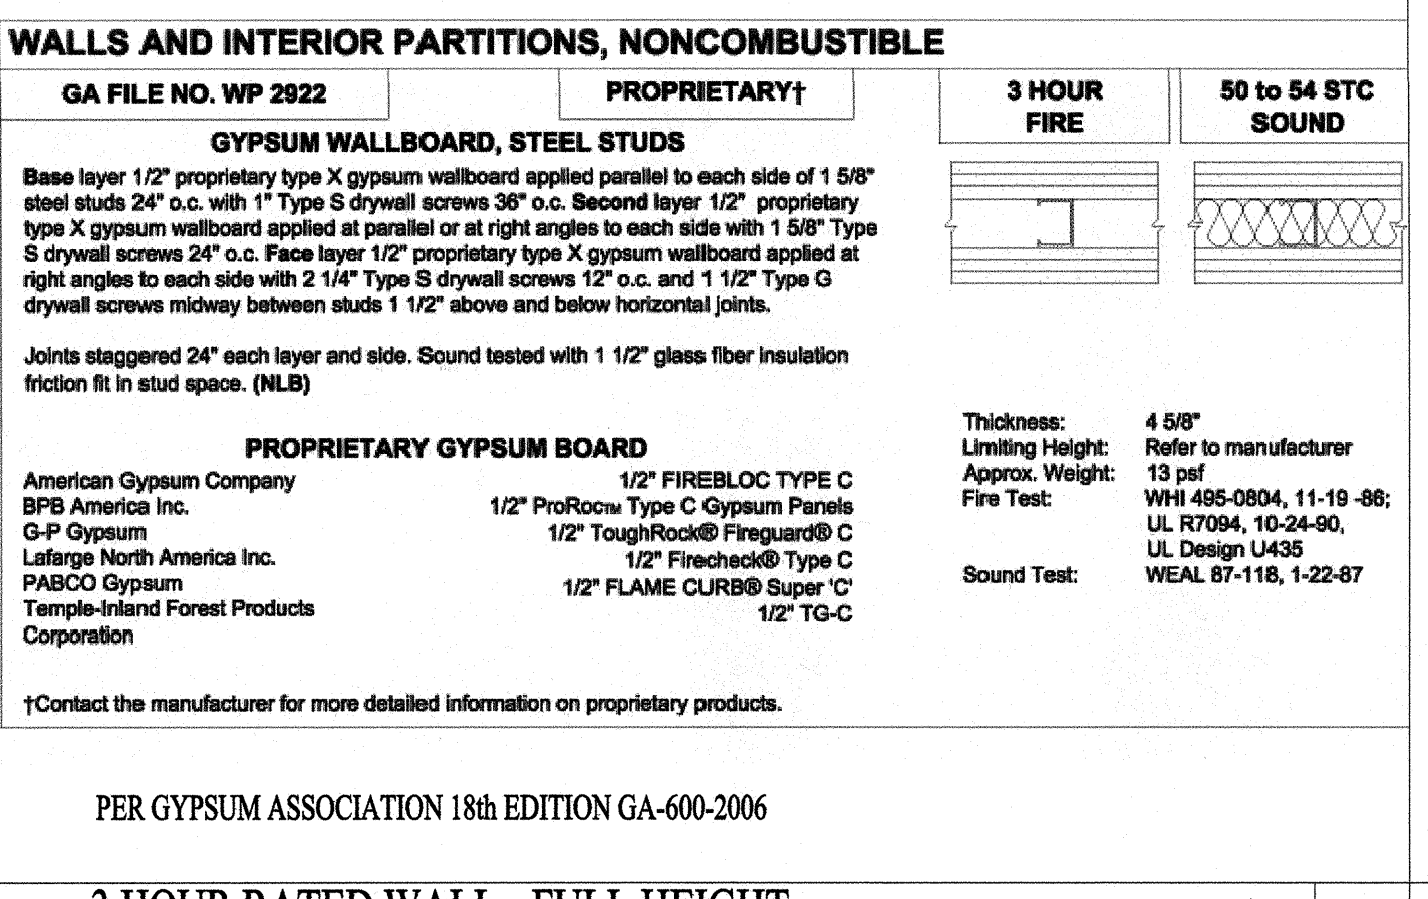 WALLS AND INTERIOR PARTITIONS, NONCOMBUSTIBLE
GA FILE NO. WP 2922
PROPRIETARY†
3 HOUR
FIRE
50 to 54 STC
SOUND
GYPSUM WALLBOARD, STEEL STUDS
Base layer 1/2" proprietary type X gypsum wallboard applied parallel to each side of 1 5/8"
steel studs 24" o.c. with 1" Type S drywall screws 36" o.c. Second layer 1/2" proprietary
type X gypsum wallboard applied at parallel or at right angles to each side with 1 5/8" Type
S drywall screws 24" o.c. Face layer 1/2" proprietary type X gypsum wallboard applied at
right angles to each side with 2 1/4" Type S drywall screws 12" o.c. and 1 1/2" Type G
drywall screws midway between studs 1 1/2" above and below horizontal joints.
Joints staggered 24" each layer and side. Sound tested with 1 1/2" glass fiber insulation
friction fit in stud space. (NLB)
PROPRIETARY GYPSUM BOARD
American Gypsum Company 1/2" FIREBLOC TYPE C
BPB America Inc. 1/2" ProRoc™ Type C Gypsum Panels
G-P Gypsum 1/2" ToughRock® Fireguard® C
Lafarge North America Inc. 1/2" Firecheck® Type C
PABCO Gypsum 1/2" FLAME CURB® Super 'C'
Temple-Inland Forest Products 1/2" TG-C
Corporation
Thickness: 4 5/8"
Limiting Height: Refer to manufacturer
Approx. Weight: 13 psf
Fire Test: WHI 495-0804, 11-19 -86;
UL R7094, 10-24-90,
UL Design U435
Sound Test: WEAL 87-118, 1-22-87
†Contact the manufacturer for more detailed information on proprietary products.
PER GYPSUM ASSOCIATION 18th EDITION GA-600-2006
HOUR RATED WALL - FULL HEIGHT